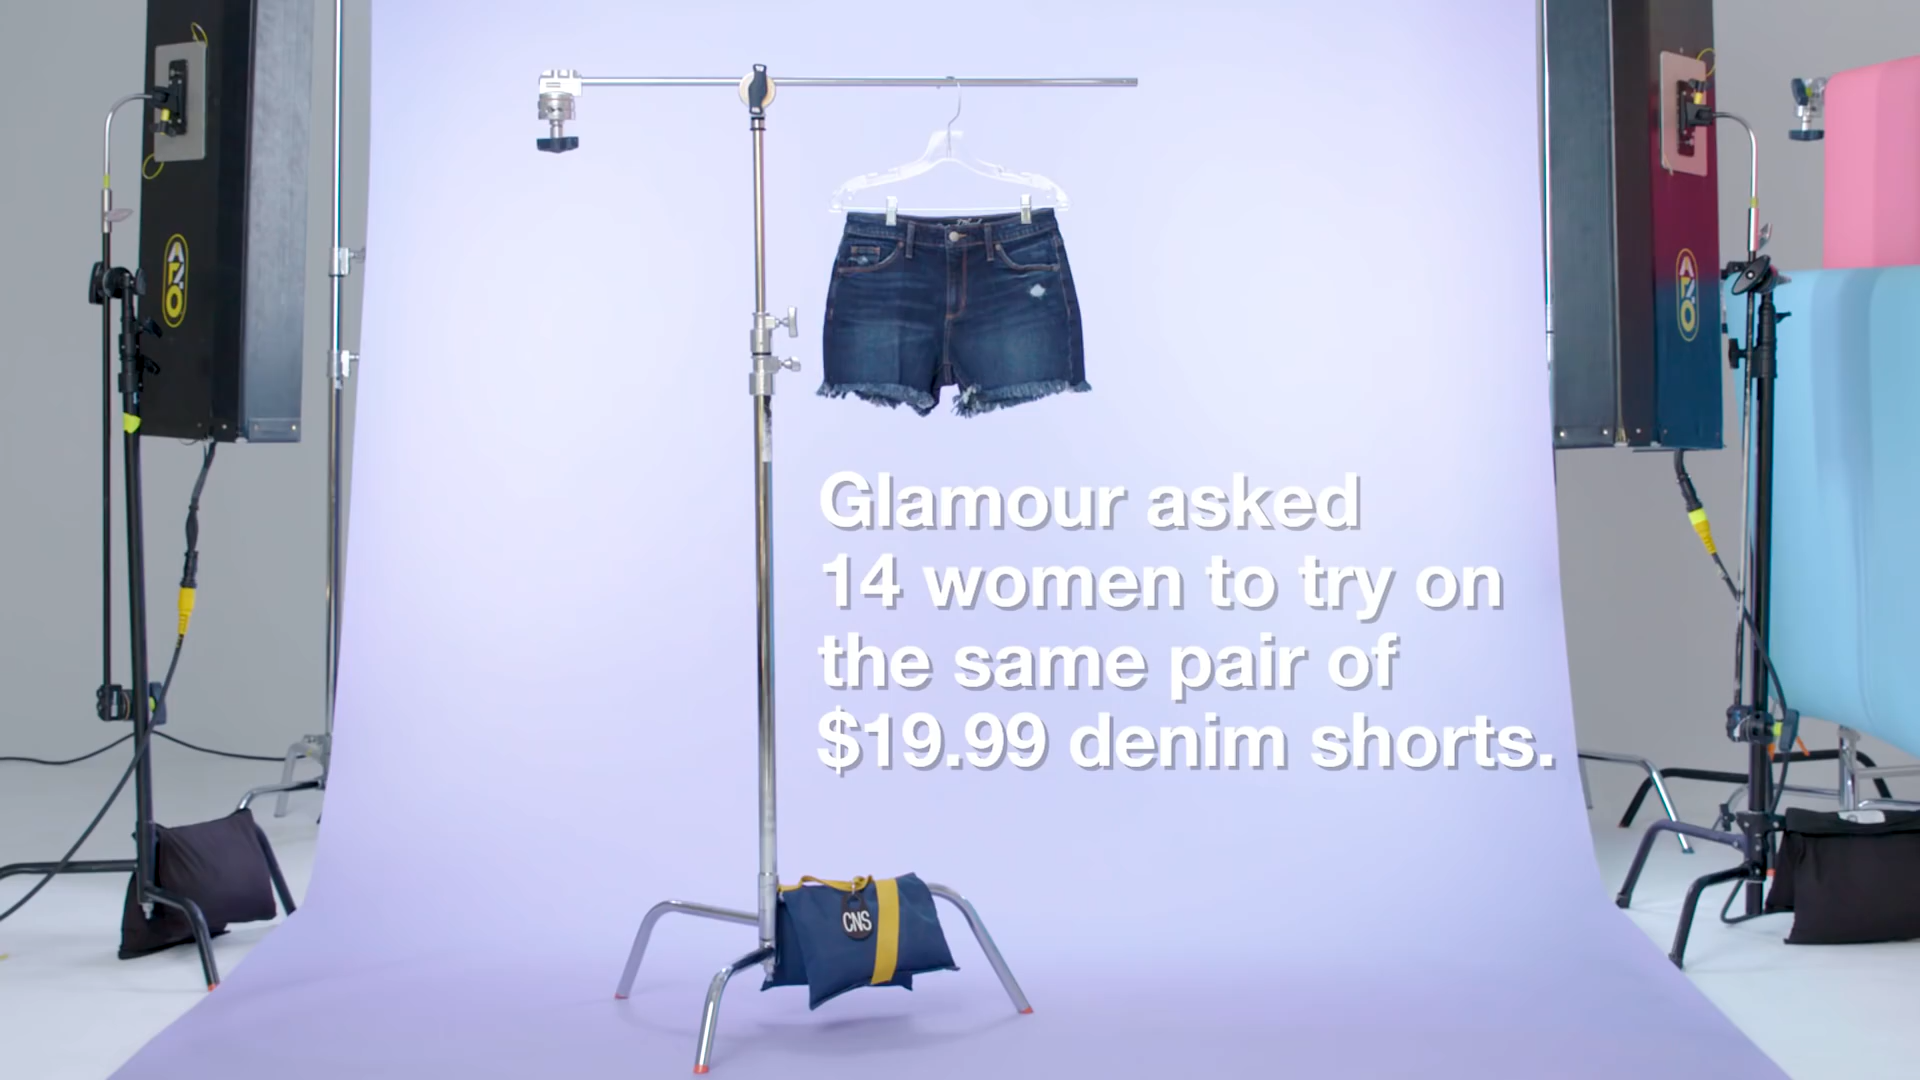 Glamour asked
14 women to try on
the same pair of
$19.99 denim shorts.
CNS